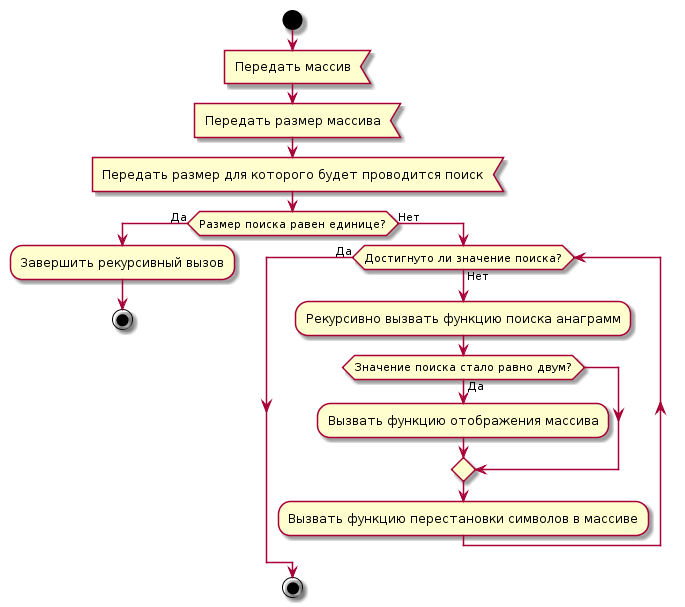 Передать массив
Передать размер массива
Передать размер для которого будет проводится поиск
Да
Размер поиска равен единице?
Нет
Завершить рекурсивный вызов
Да
Достигнуто ли значение поиска?
Нет
Рекурсивно вызвать функцию поиска анаграмм
Значение поиска стало равно двум?
Да
Вызвать функцию отображения массива
Вызвать функцию перестановки символов в массиве